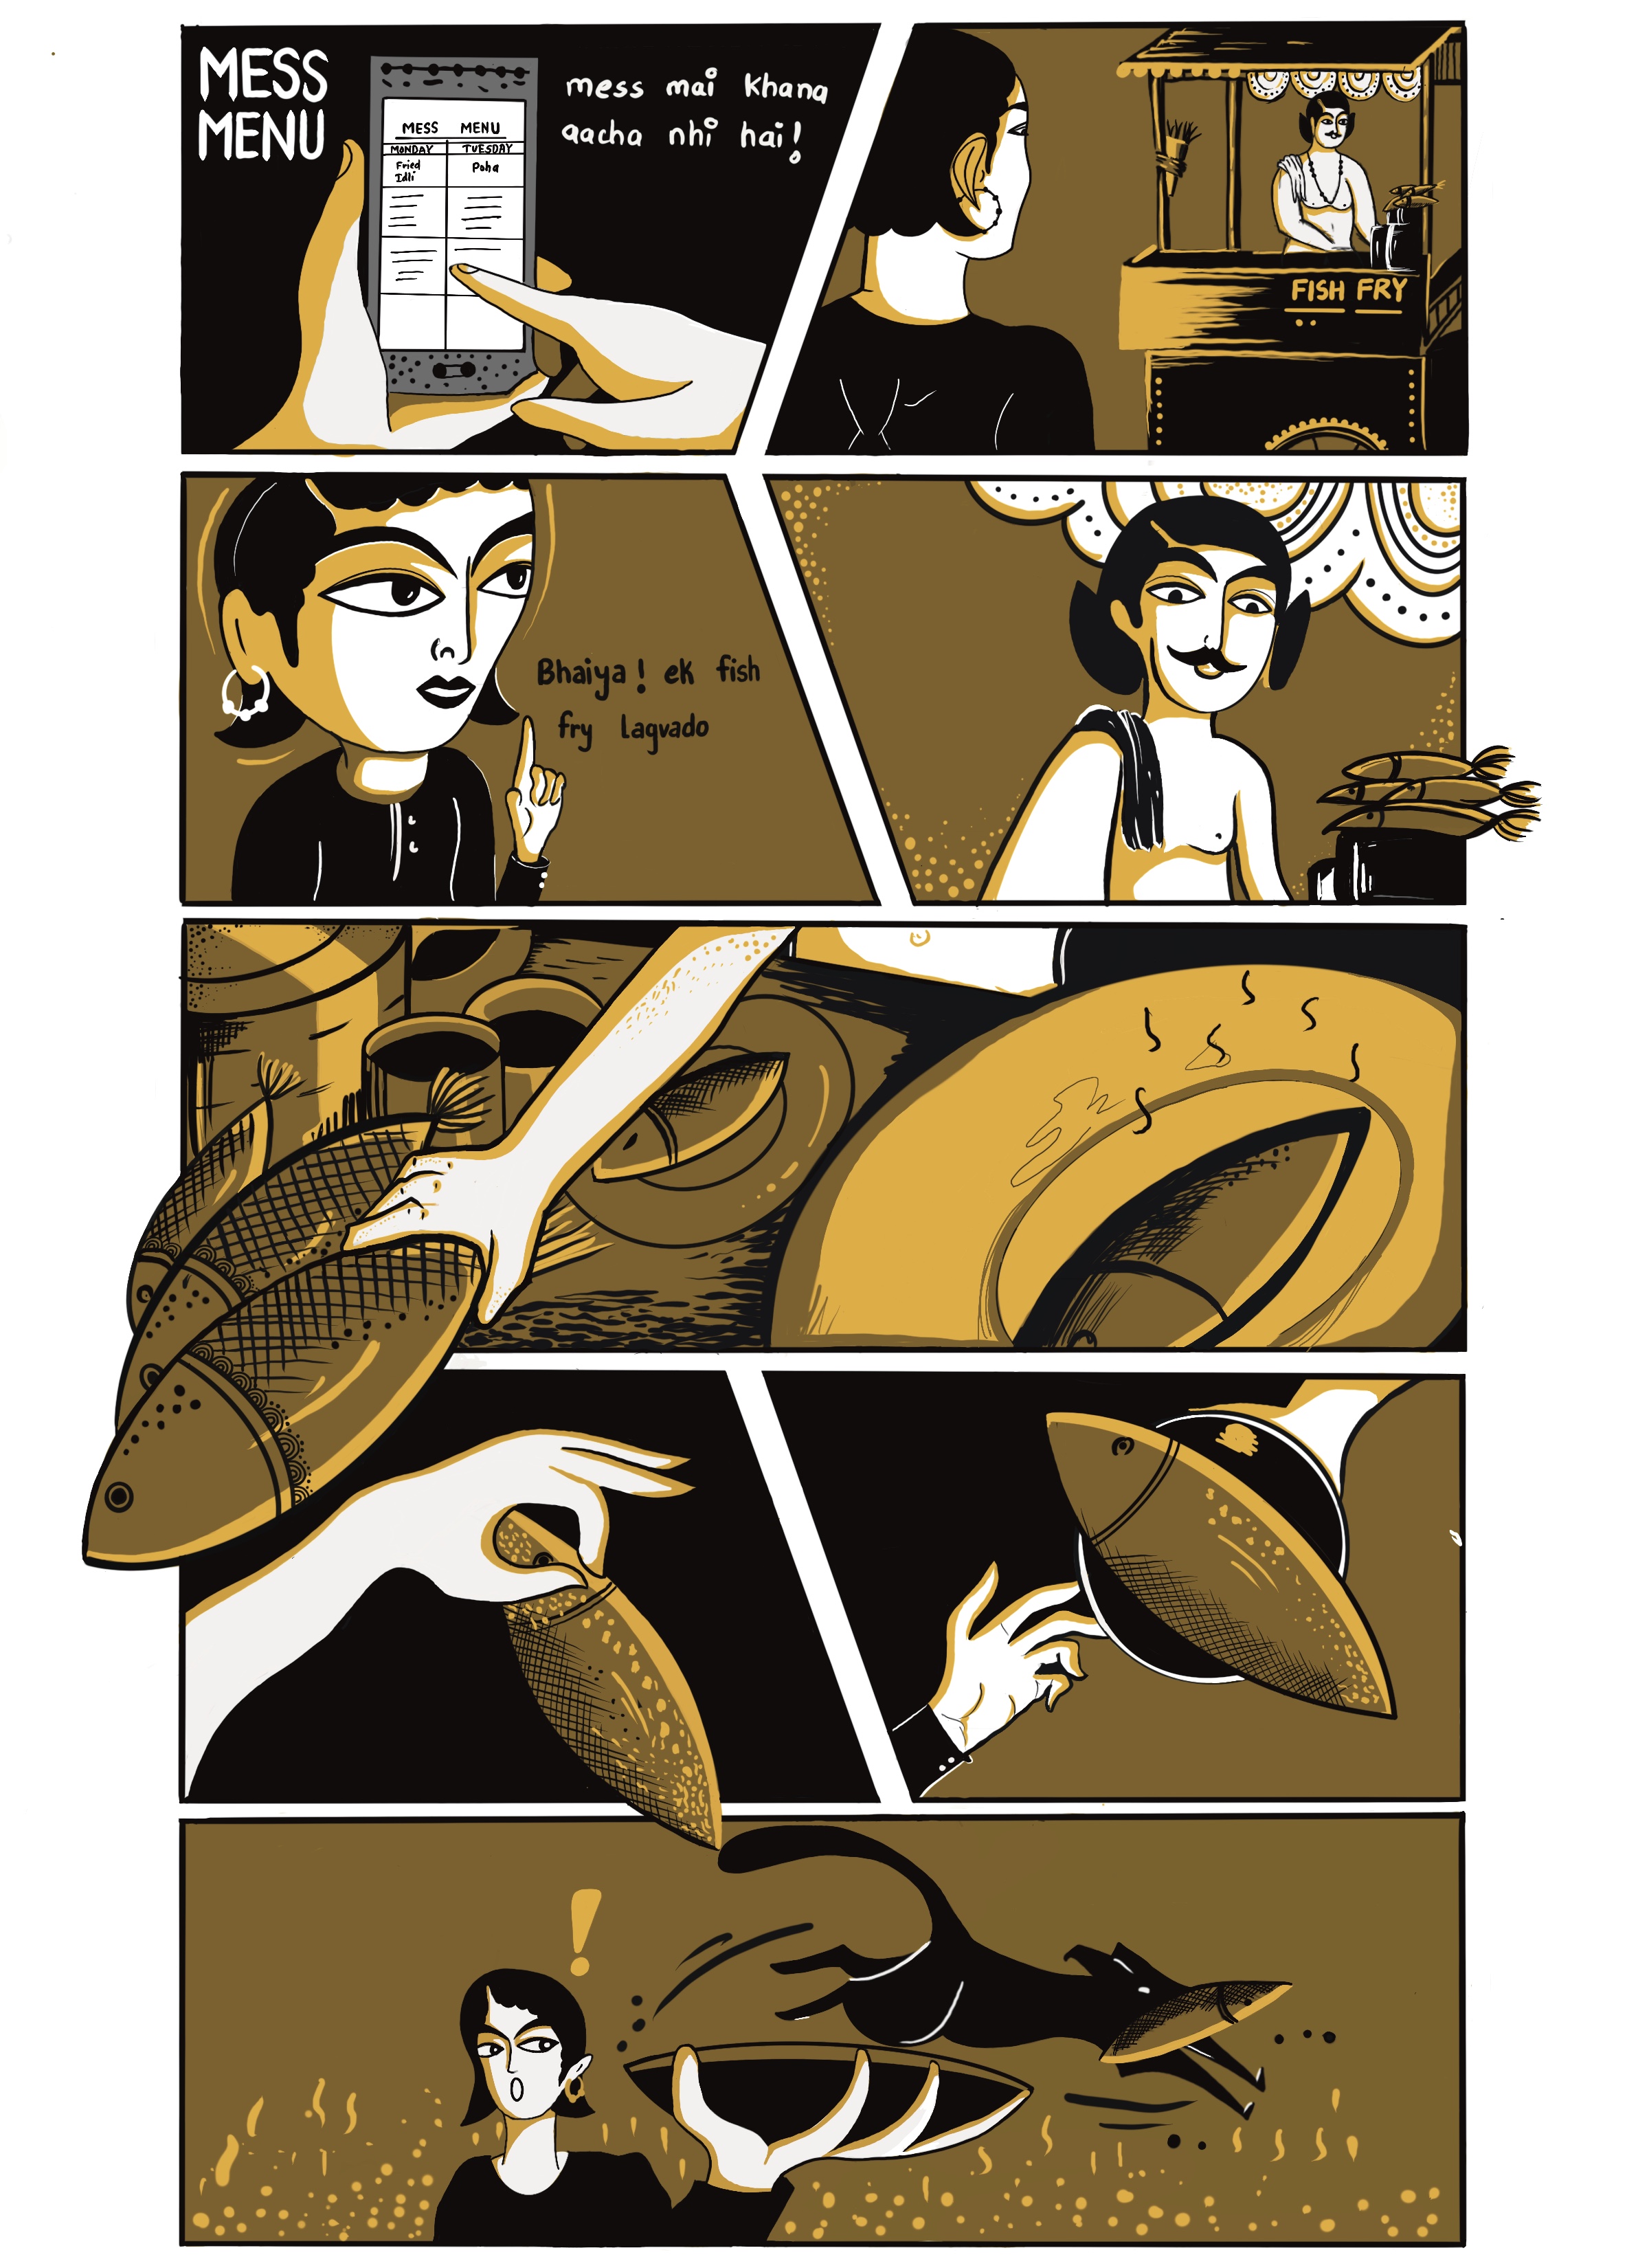 MESS
MENU
MESS MENU
MONDAY TUESDAY
Fried Poha
Idli
mess mai khana
aacha nhi hai!
FISH FRY
Bhaiya! ek fish
fry lagvado
!